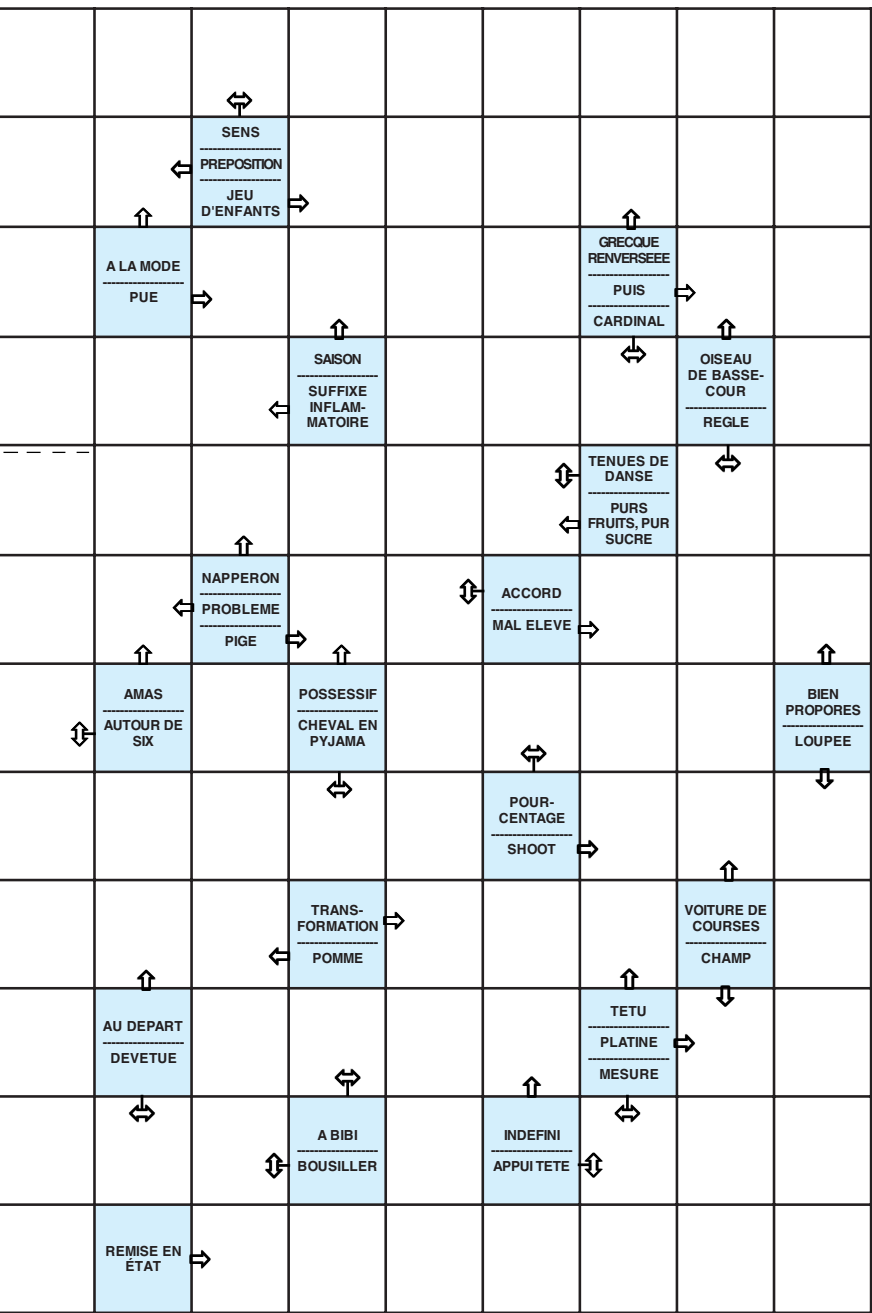 SENS
PREPOSITION
JEU
D'ENFANTS
A LA MODE
PUE
GRECQUE
RENVERSEEE
PUIS
CARDINAL
SAISON
SUFFIXE
INFLAM-
MATOIRE
OISEAU
DE BASSE-
COUR
REGLE
TENUES DE
DANSE
PURS
FRUITS, PUR
SUCRE
NAPPERON
PROBLEME
PIGE
ACCORD
MAL ELEVE
AMAS
AUTOUR DE
SIX
POSSESSIF
CHEVAL EN
PYJAMA
BIEN
PROPORES
LOUPEE
POUR-
CENTAGE
SHOOT
TRANS-
FORMATION
POMME
VOITURE DE
COURSES
CHAMP
AU DEPART
DEVETUE
TETU
PLATINE
MESURE
A BIBI
BOUSILLER
INDEFINI
APPUI TETE
REMISE EN
ÉTAT